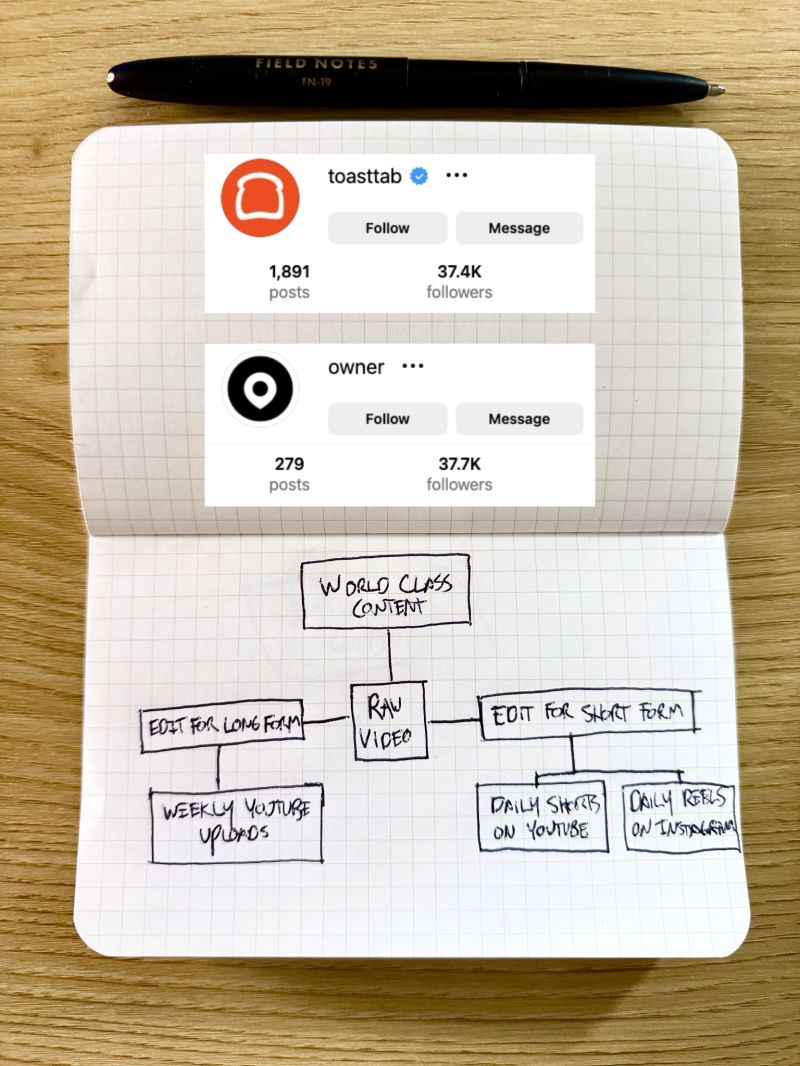 FIELD NOTES
FN-19
toasttab
Follow
Message
1,891
37.4K
posts
followers
owner
Follow
Message
279
37.7K
posts
followers
WORLD CLASS
CONTENT
RAW
VIDEO
EDIT FOR LONG FORM
WEEKLY YOUTUBE
UPLOADS
EDIT FOR SHORT FORM
DAILY SHORTS
ON YOUTUBE
DAILY REELS
ON INSTAGRAM